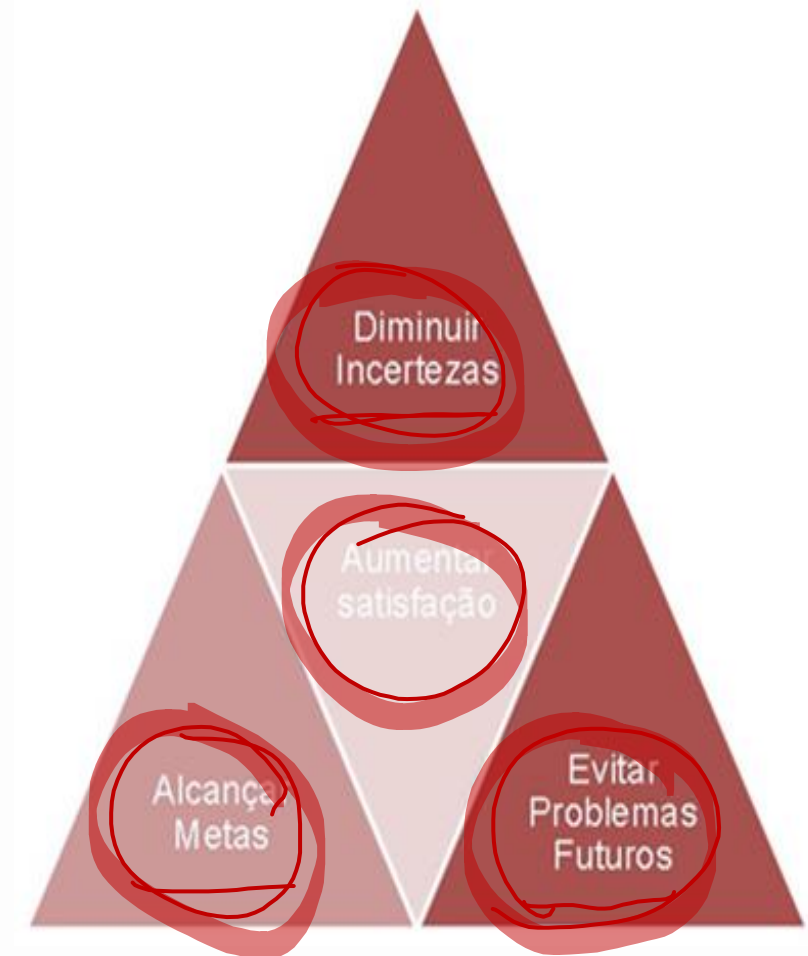 Diminuir
Incertezas
Aumentar
satisfação
Alcançar
Metas
Evitar
Problemas
Futuros